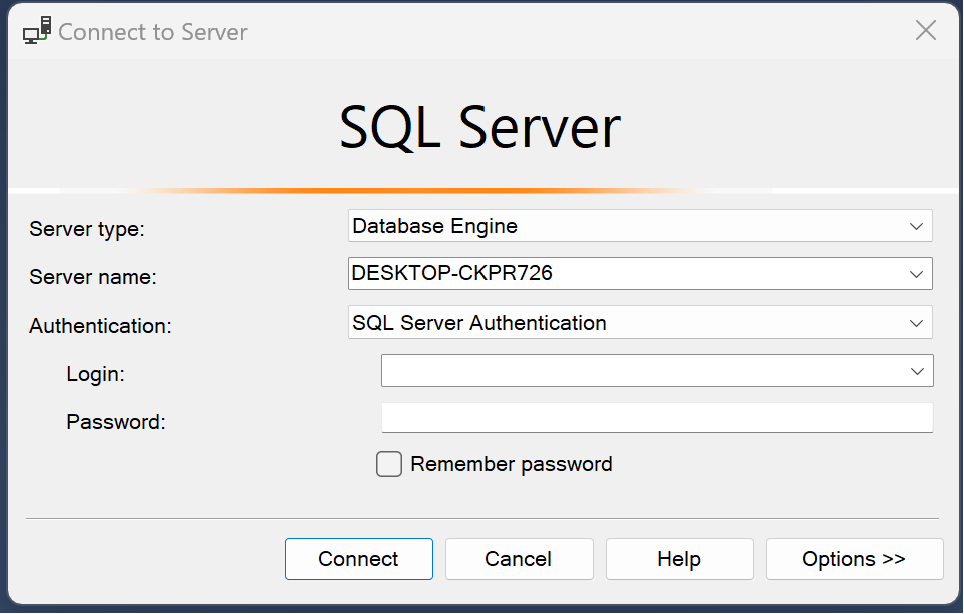 Connect to Server
SQL Server
Server type: Database Engine
Server name: DESKTOP-CKPR726
Authentication: SQL Server Authentication
Login:
Password:
Remember password
Connect Cancel Help Options >>